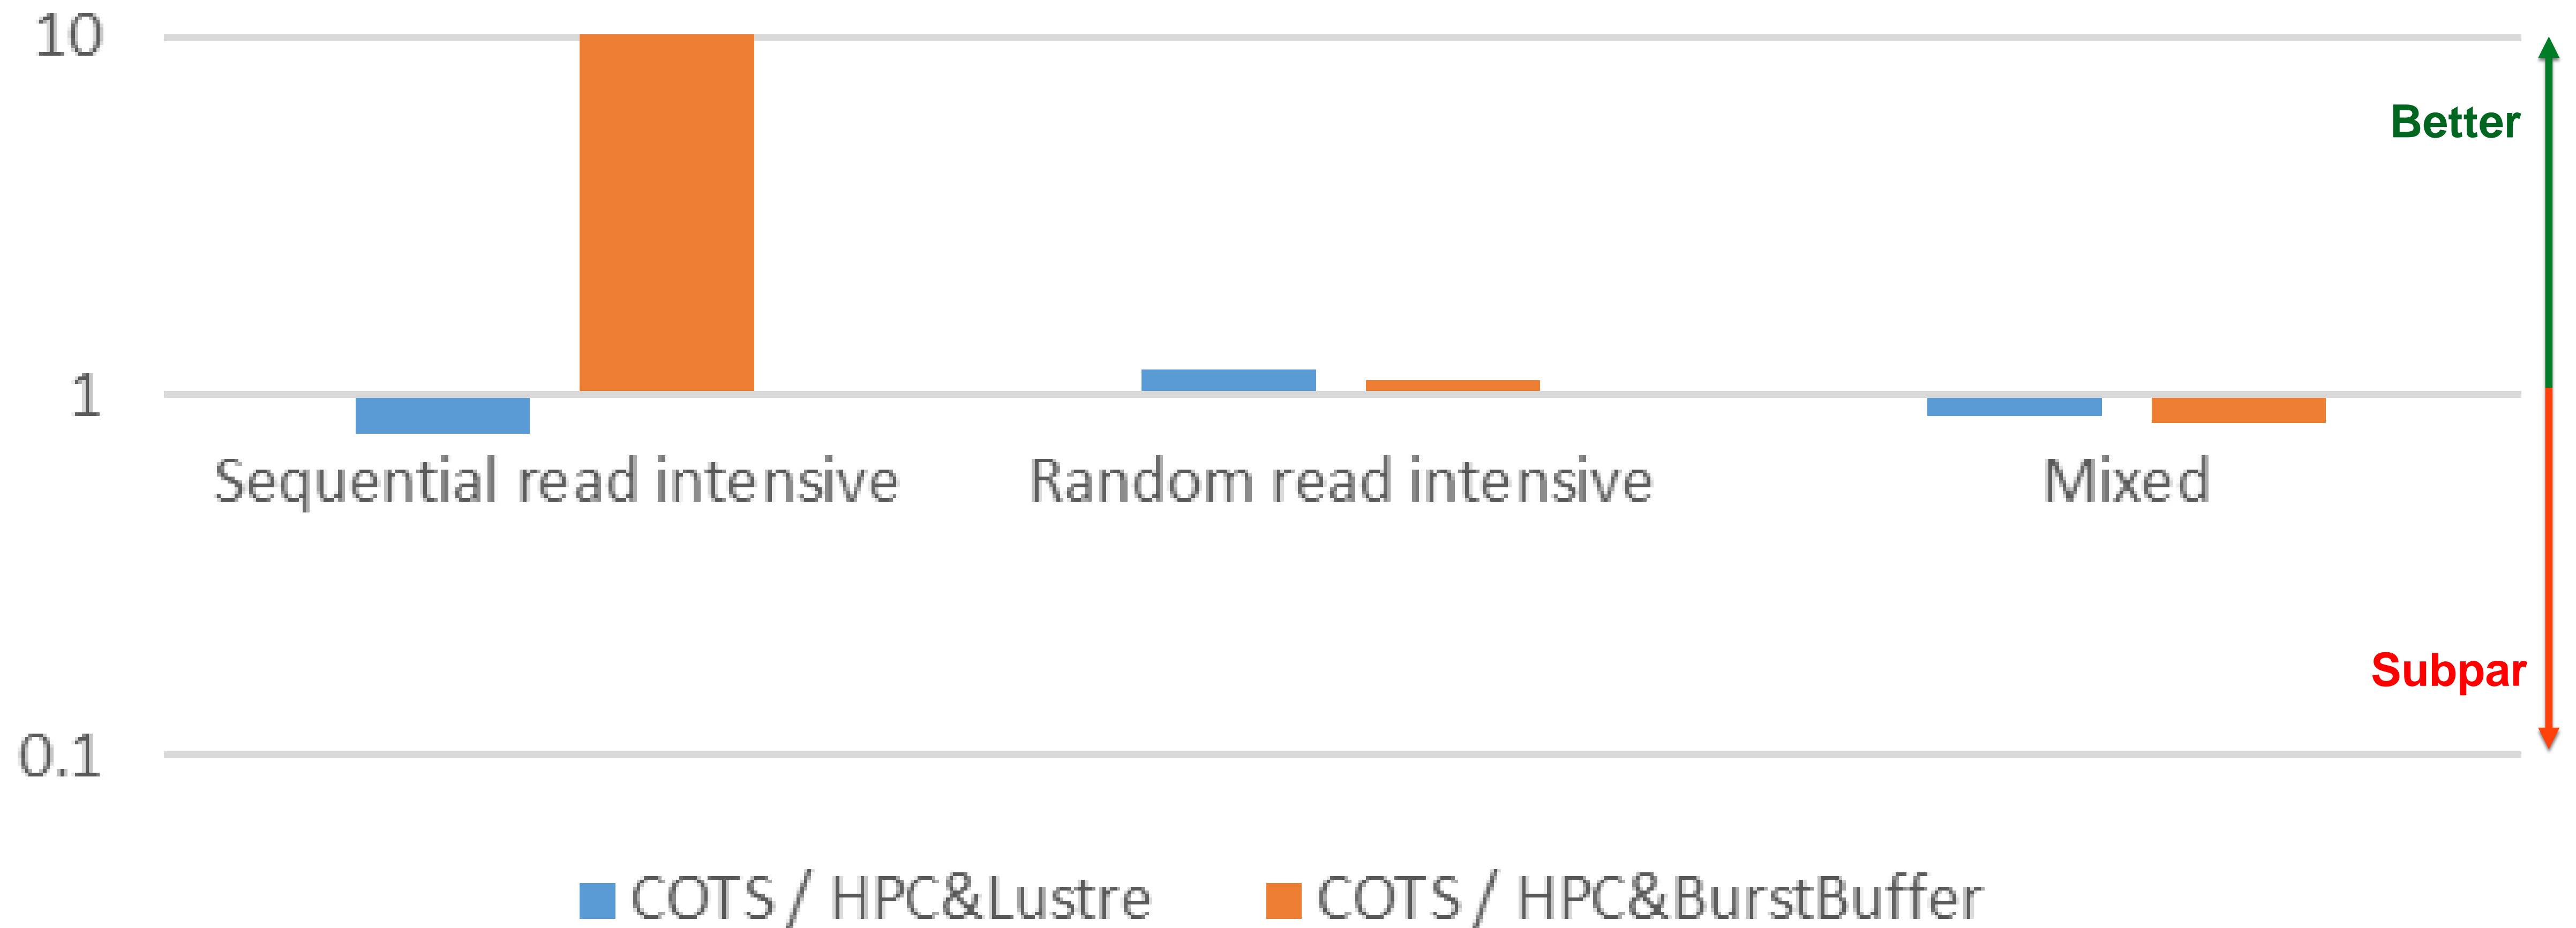 10
Better
1
Sequential read intensive Random read intensive Mixed
Subpar
0.1
COTS / HPC&Lustre COTS / HPC&BurstBuffer